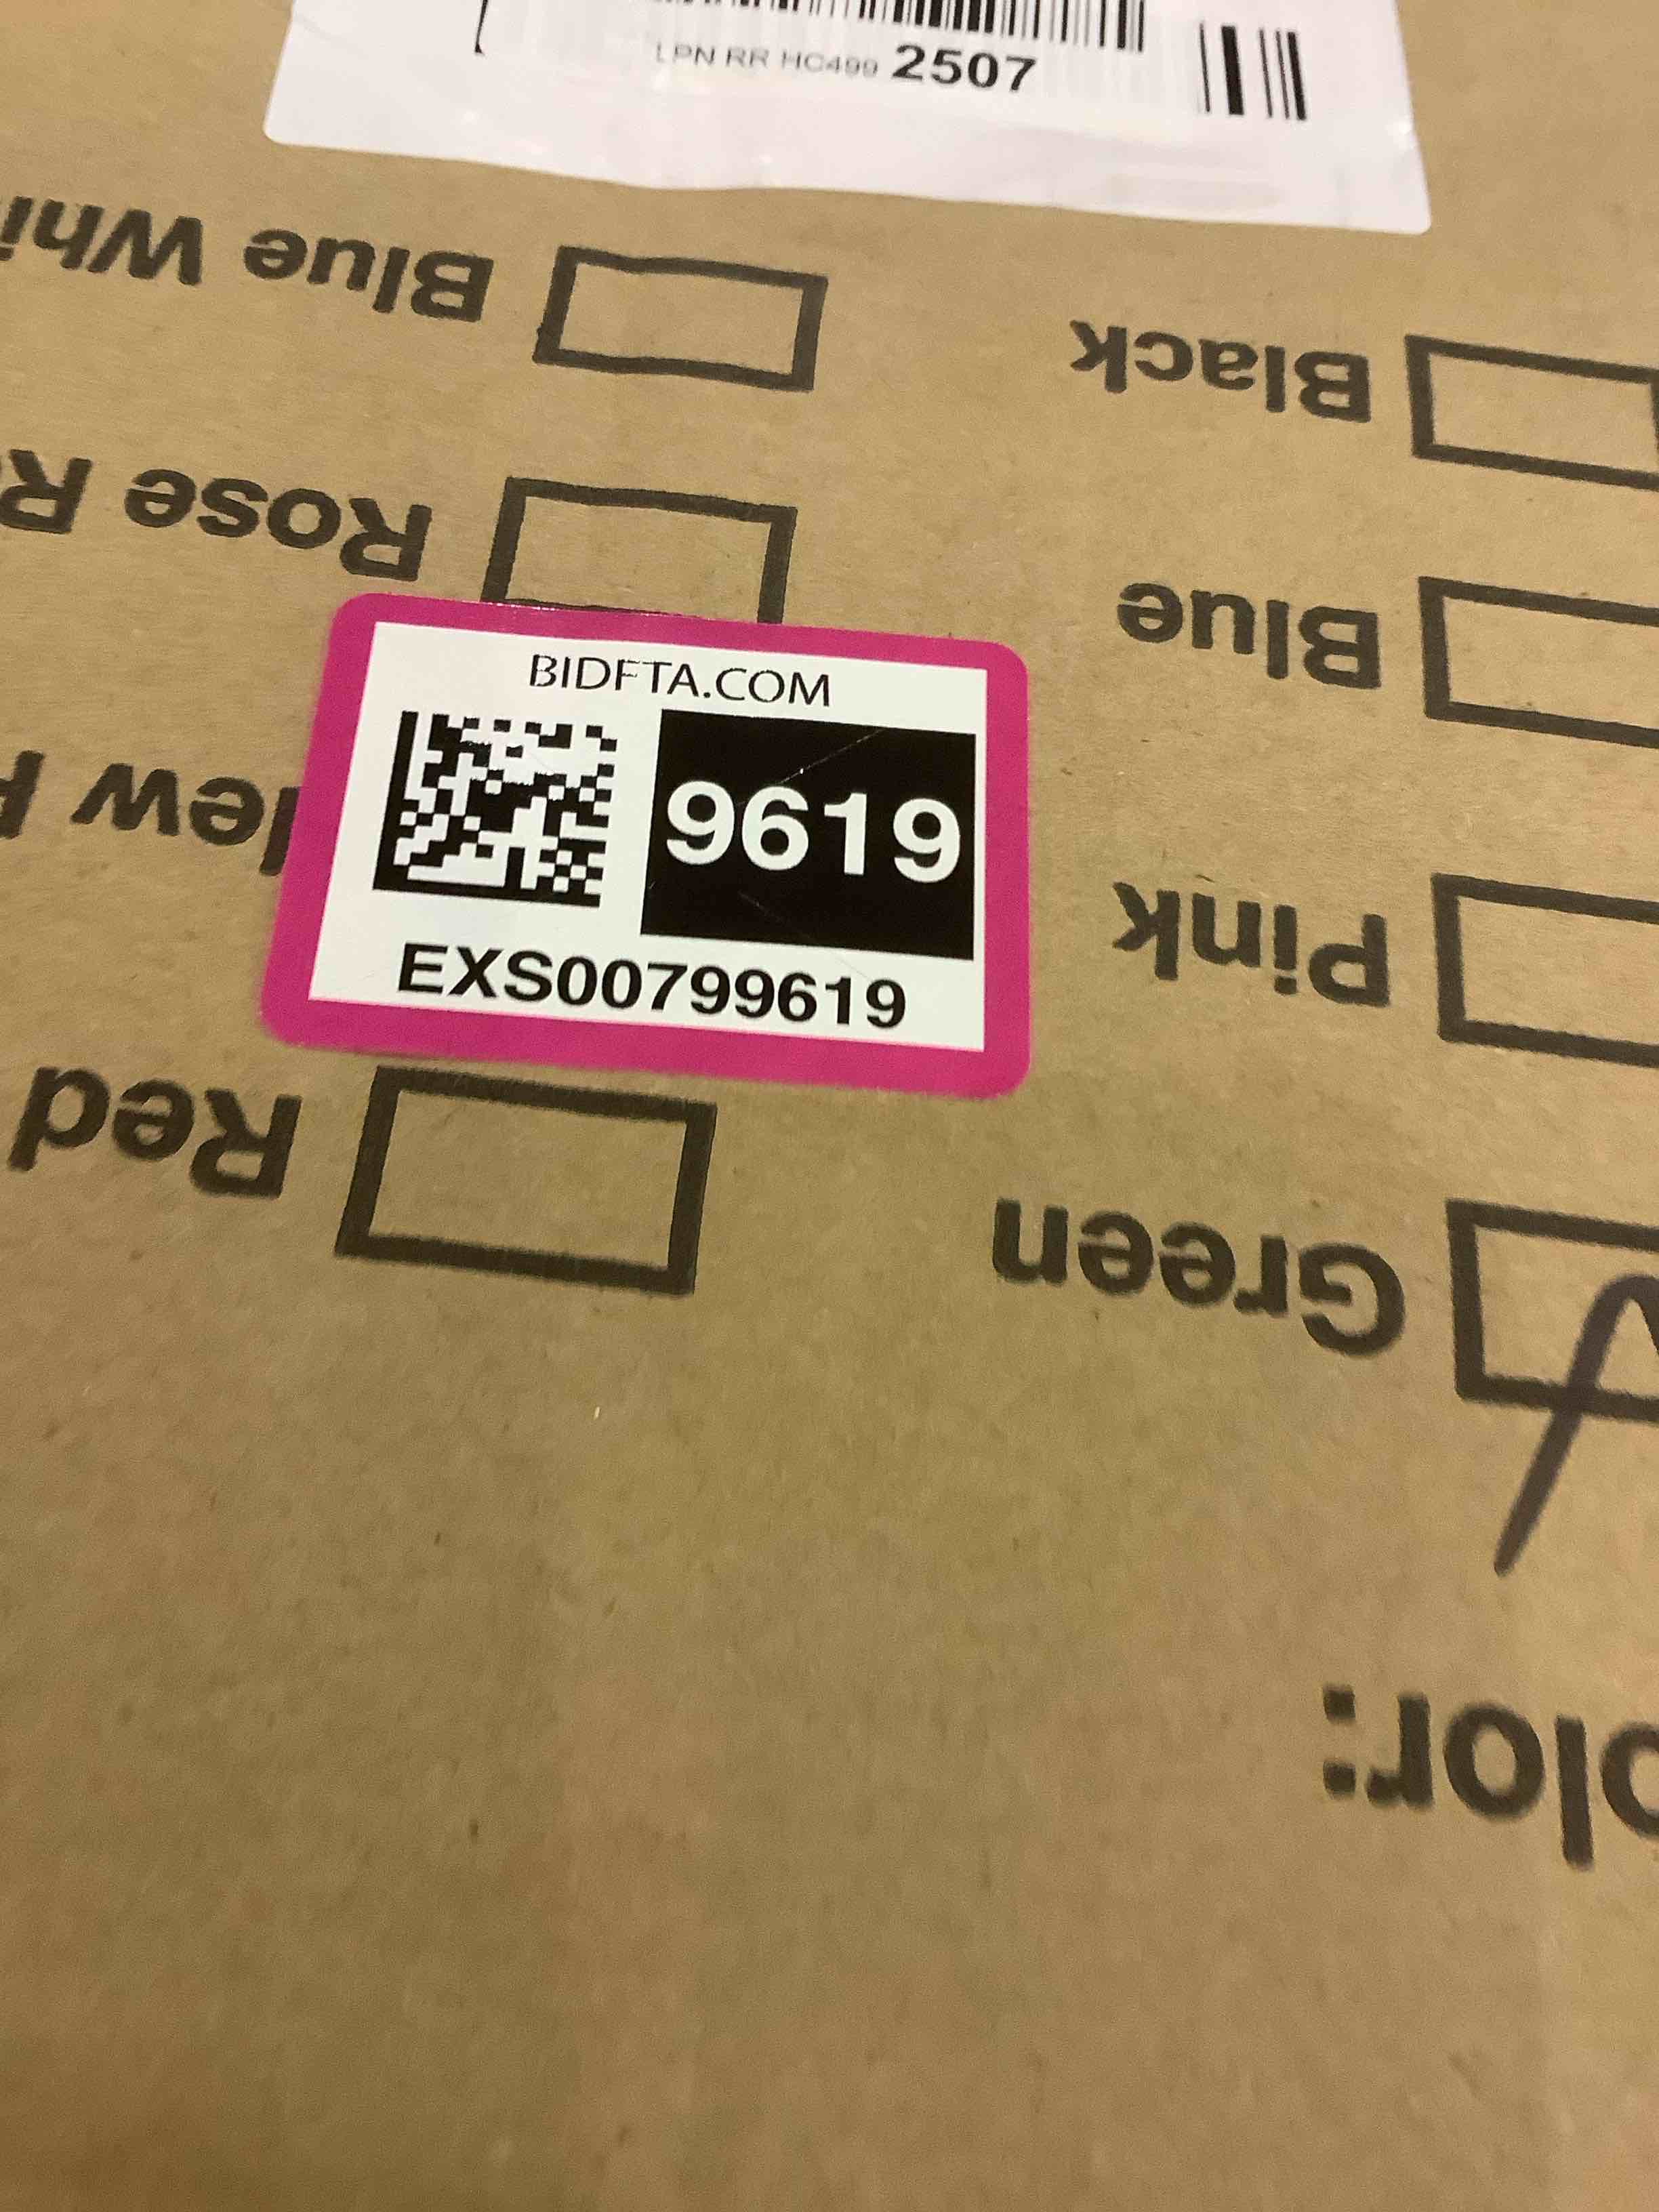 LPN RR HC499 2507
BIDFTA.COM
9619
EXS00799619
olor:
Green
Red
Pink
Blue
Rose R
Black
Blue Whi